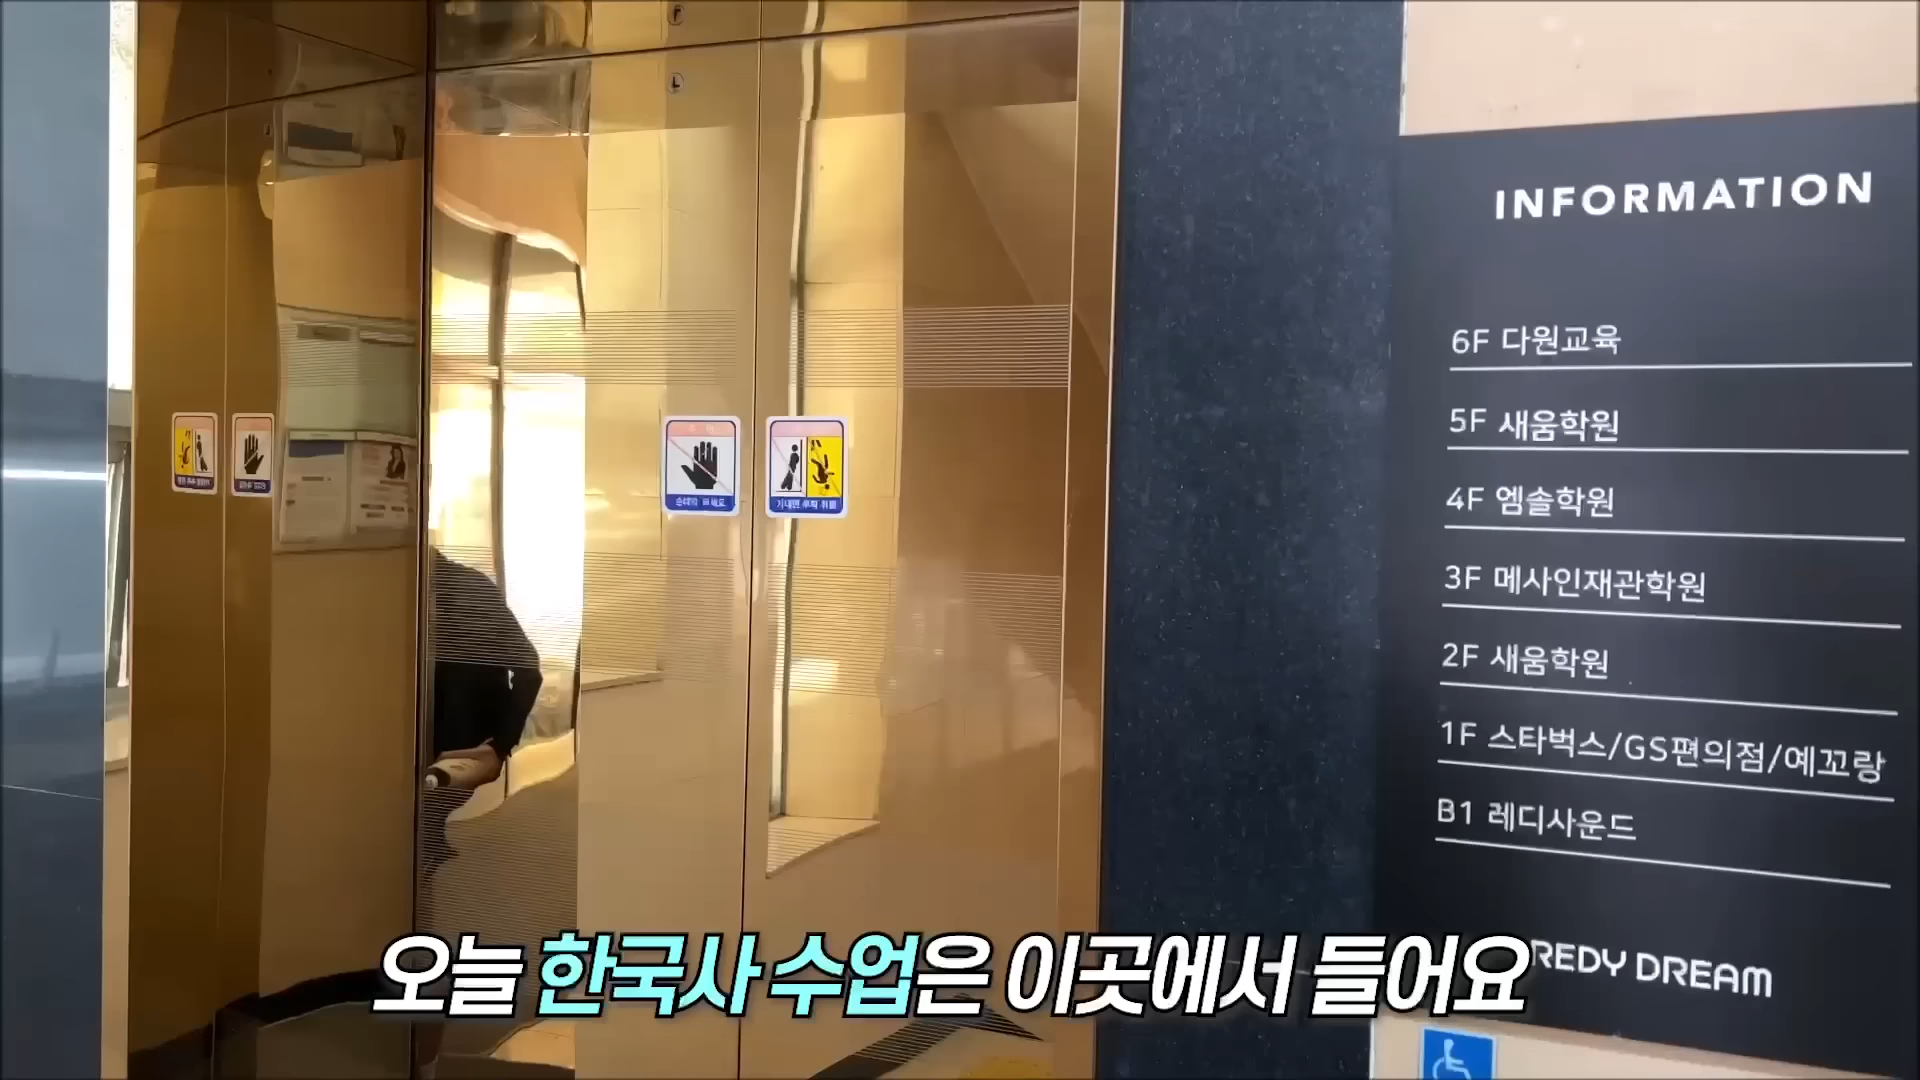 INFORMATION
6F 다원교육
5F 새움학원
4F 엠솔학원
3F 메사인재관학원
2F 새움학원
1F 스타벅스/GS편의점/예꼬랑
B1 레디사운드
REDY DREAM
오늘 한국사 수업은 이곳에서 들어요